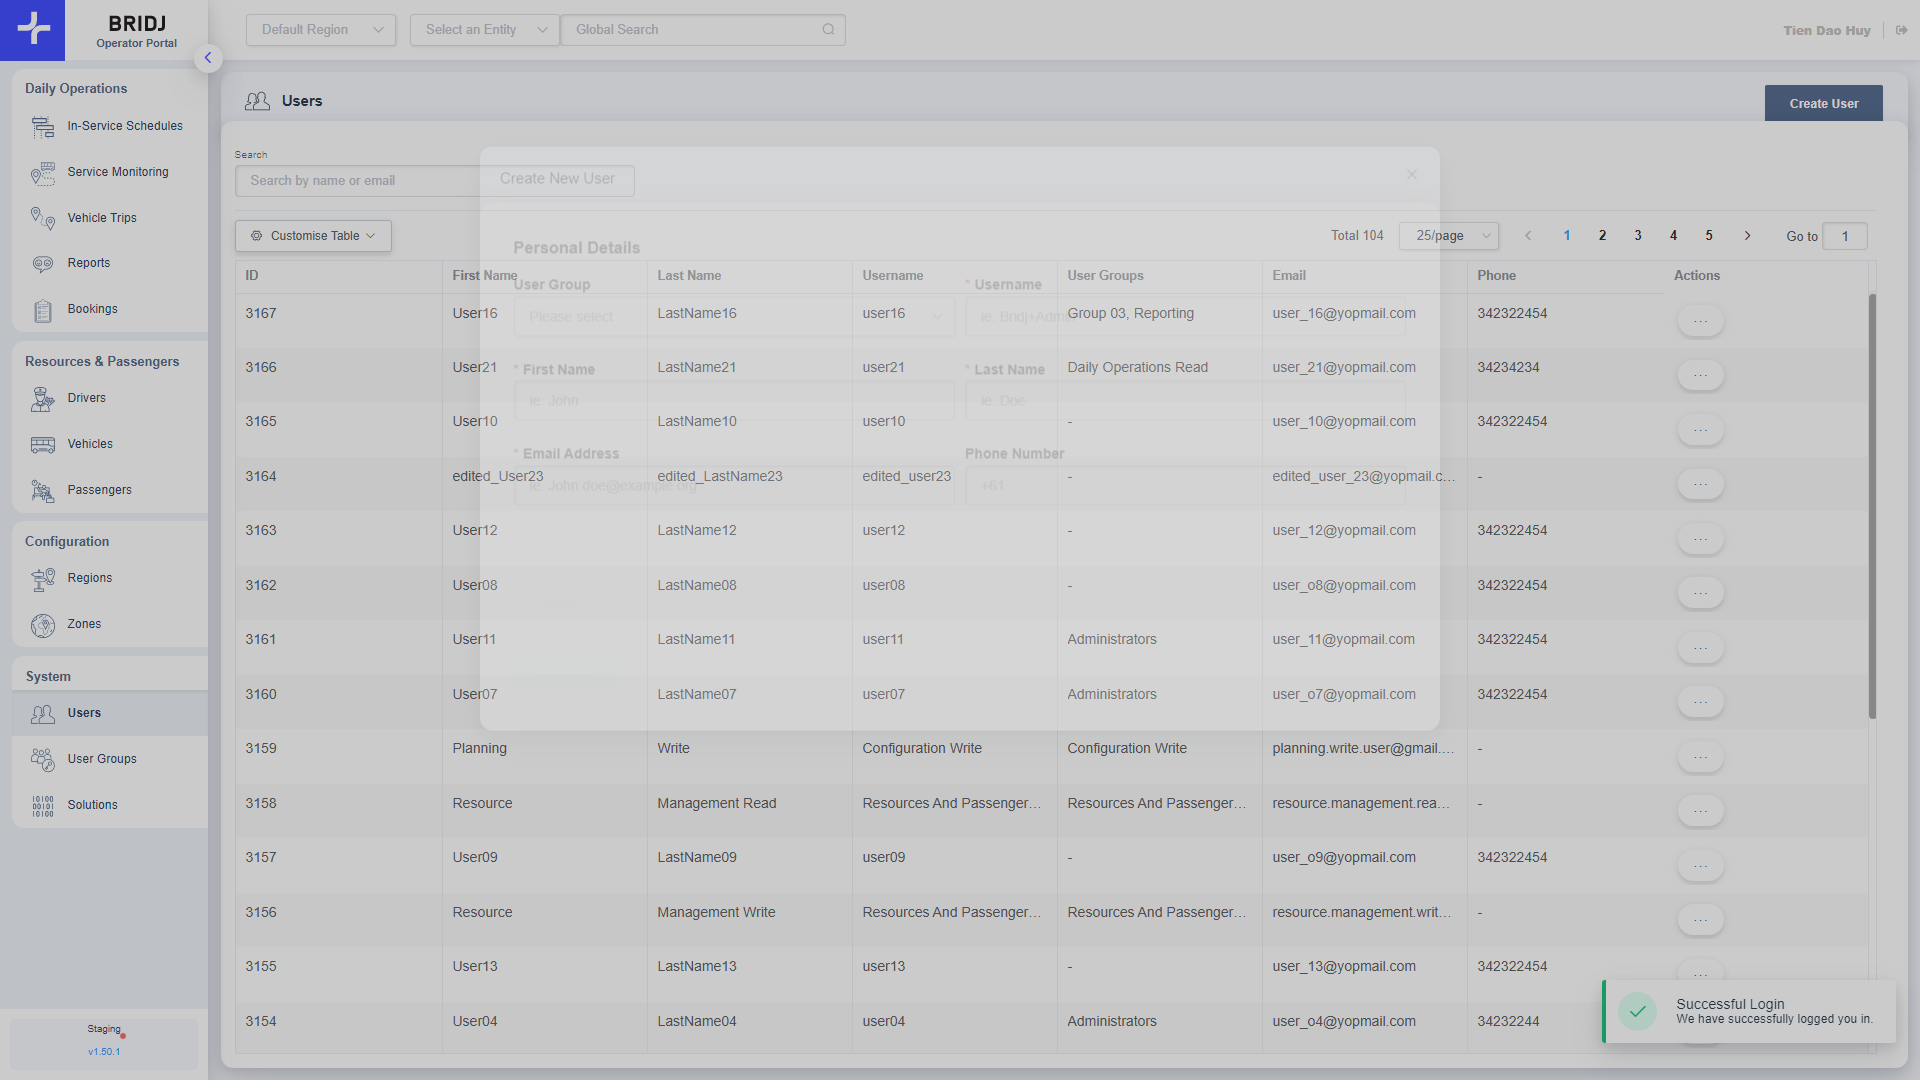 BRIDJ
Operator Portal
Default Region
Select an Entity
Global Search
Tien Dao Huy
Daily Operations
In-Service Schedules
Service Monitoring
Vehicle Trips
Reports
Bookings
Resources & Passengers
Drivers
Vehicles
Passengers
Configuration
Regions
Zones
System
Users
User Groups
Solutions
10100
00101
10100
Staging
v1.50.1
Users
Create User
Search
Search by name or email
Create New User
Customise Table
Total 104
25/page
1 2 3 4 5
Go to 1
Personal Details
User Group
Please select
* Username
ie. Bridj+Admin
* First Name
ie. John
* Last Name
ie. Doe
* Email Address
ie. John.doe@example.org
Phone Number
+61
ID First Name Last Name Username User Groups Email Phone Actions
3167 User16 LastName16 user16 Group 03, Reporting user_16@yopmail.com 342322454 ...
3166 User21 LastName21 user21 Daily Operations Read user_21@yopmail.com 34234234 ...
3165 User10 LastName10 user10 - user_10@yopmail.com 342322454 ...
3164 edited_User23 edited_LastName23 edited_user23 - edited_user_23@yopmail.c... - ...
3163 User12 LastName12 user12 - user_12@yopmail.com 342322454 ...
3162 User08 LastName08 user08 - user_o8@yopmail.com 342322454 ...
3161 User11 LastName11 user11 Administrators user_11@yopmail.com 342322454 ...
3160 User07 LastName07 user07 Administrators user_o7@yopmail.com 342322454 ...
3159 Planning Write Configuration Write Configuration Write planning.write.user@gmail.... - ...
3158 Resource Management Read Resources And Passenger... Resources And Passenger... resource.management.rea... - ...
3157 User09 LastName09 user09 - user_o9@yopmail.com 342322454 ...
3156 Resource Management Write Resources And Passenger... Resources And Passenger... resource.management.writ... - ...
3155 User13 LastName13 user13 - user_13@yopmail.com 342322454 ...
3154 User04 LastName04 user04 Administrators user_o4@yopmail.com 34232244
Successful Login
We have successfully logged you in.